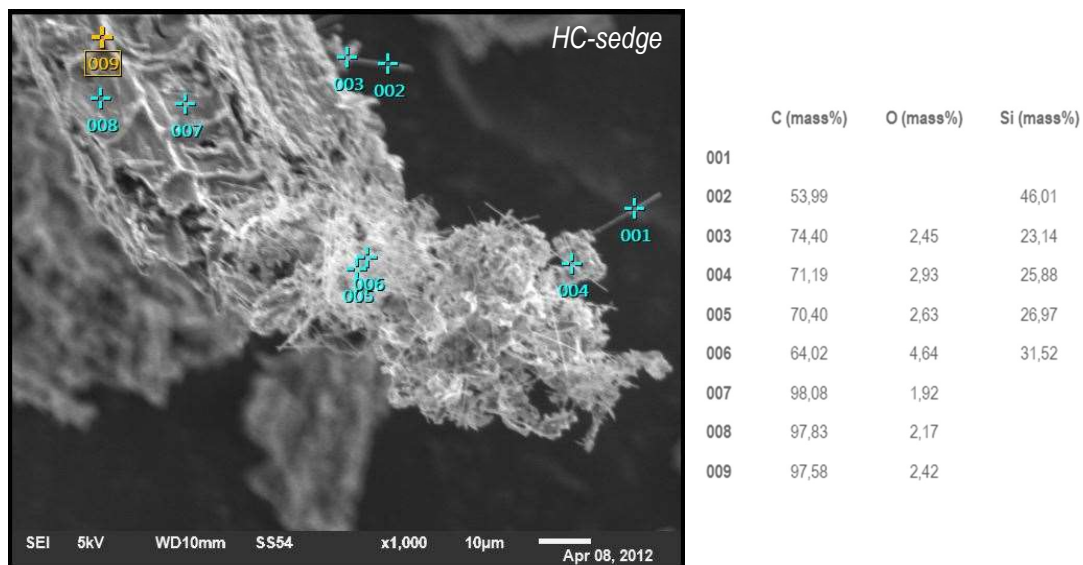 HC-sedge
009
003
002
008
007
001
006
005
004
SEI 5kV WD10mm SS54 x1,000 10µm
Apr 08, 2012
C (mass%) O (mass%) Si (mass%)
001
002 53,99 46,01
003 74,40 2,45 23,14
004 71,19 2,93 25,88
005 70,40 2,63 26,97
006 64,02 4,64 31,52
007 98,08 1,92
008 97,83 2,17
009 97,58 2,42